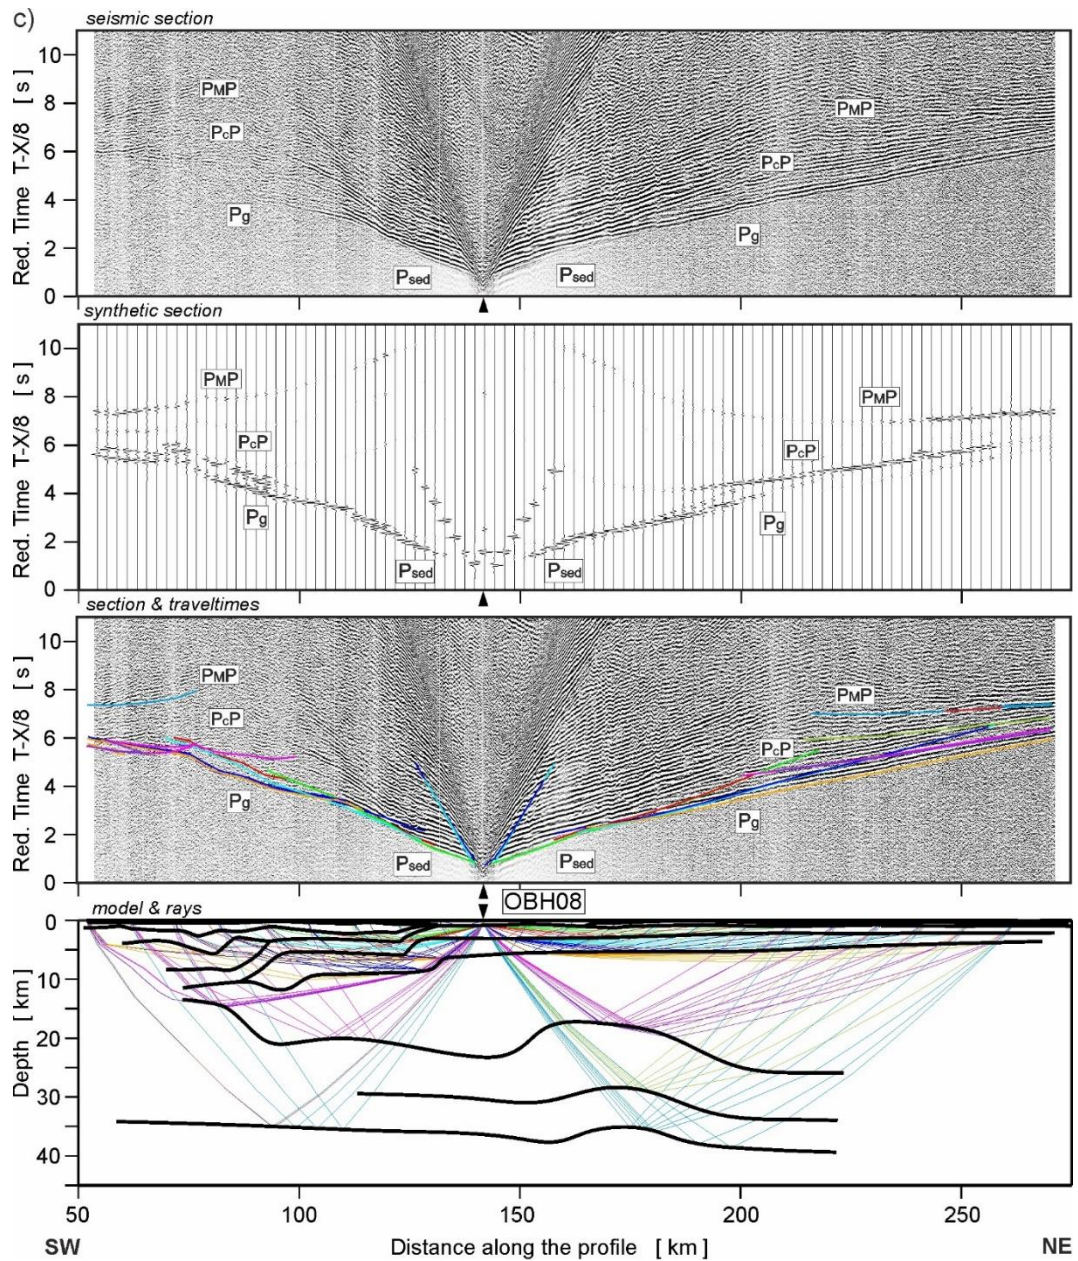 c)
seismic section
10
8
6
4
2
0
Red. Time T-X/8 [ s]
PMP
PcP
Pg
Psed
Psed
Pg
PcP
PMP
synthetic section
10
8
6
4
2
0
Red. Time T-X/8 [ s]
PMP
PcP
Pg
Psed
Psed
Pg
PcP
PMP
section & traveltimes
10
8
6
4
2
0
Red. Time T-X/8 [ s]
PMP
PcP
Pg
Psed
Psed
Pg
PcP
PMP
OBH08
model & rays
0
10
20
30
40
Depth [ km]
50 100 150 200 250
SW Distance along the profile [ km ] NE